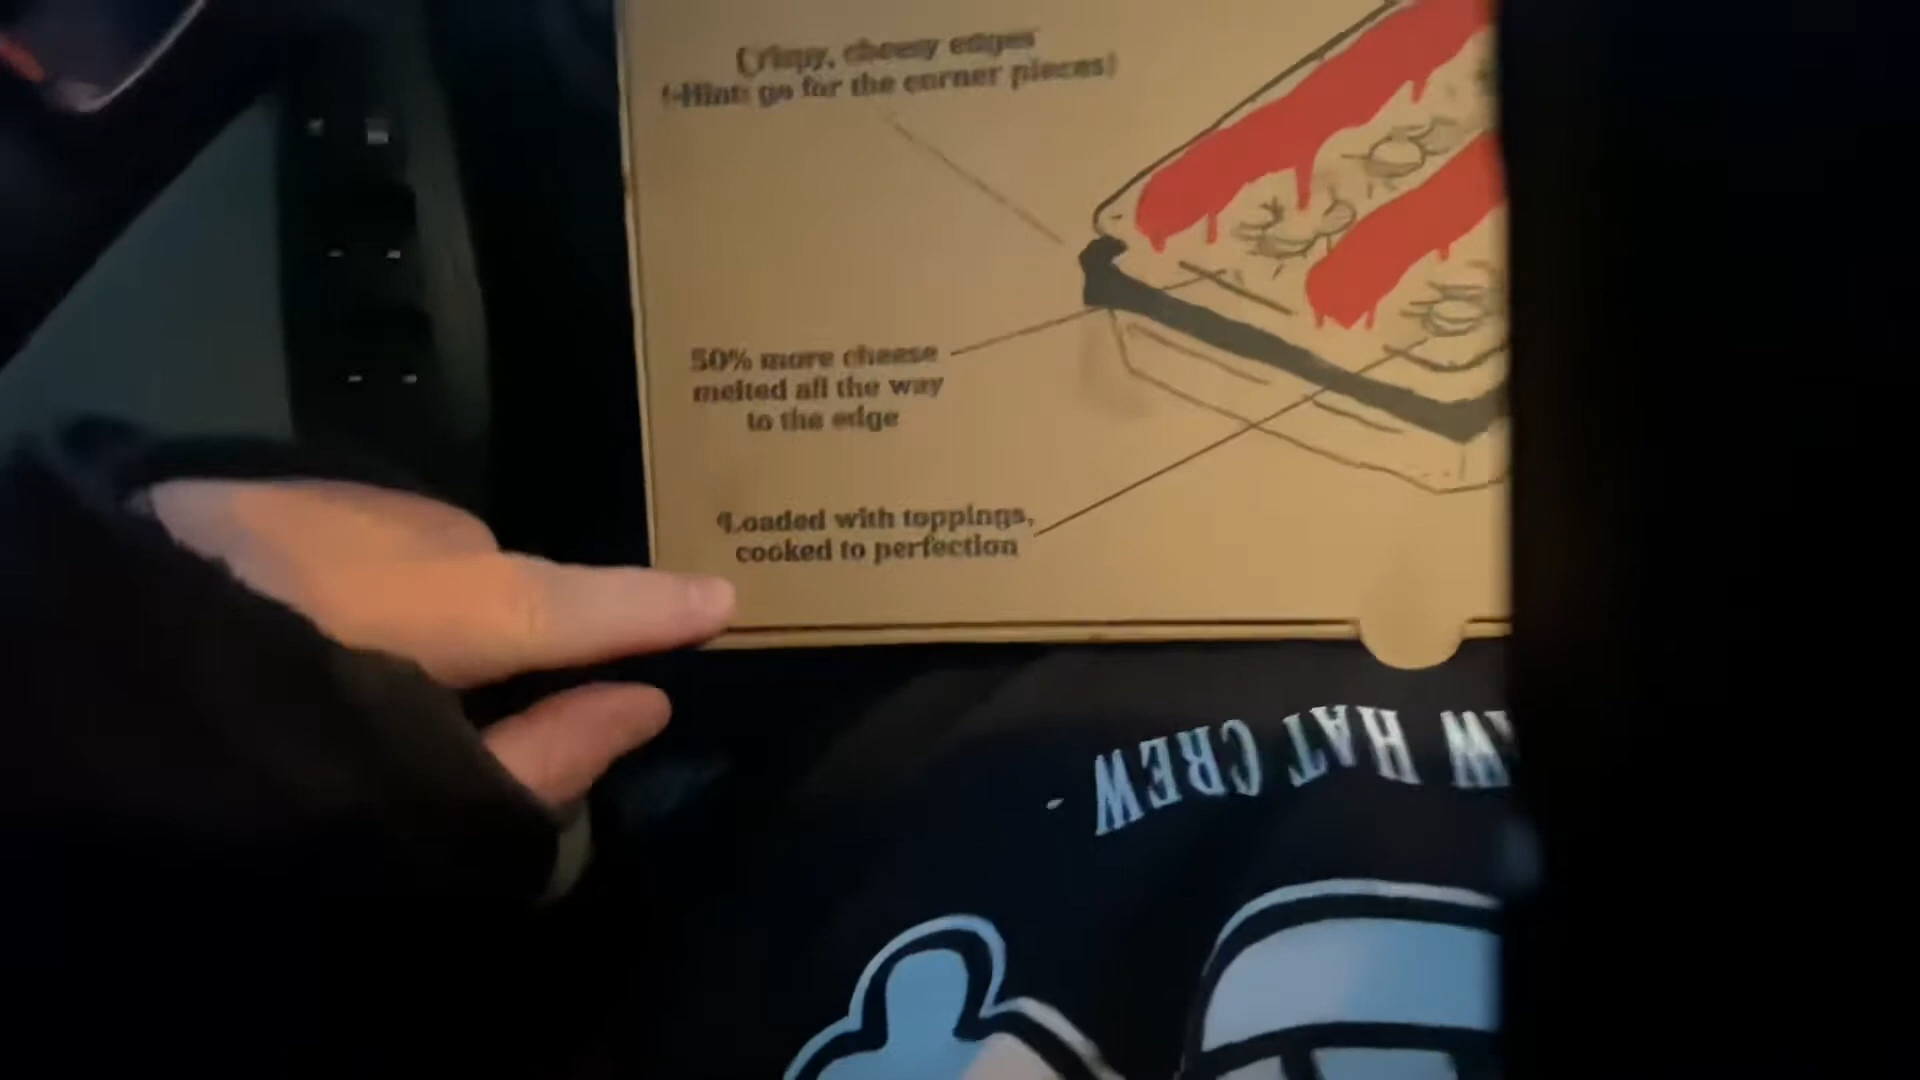 Crispy, cheesy edges
(Hint: go for the corner pieces)
50% more cheese
melted all the way
to the edge
Loaded with toppings,
cooked to perfection
HAT CREW